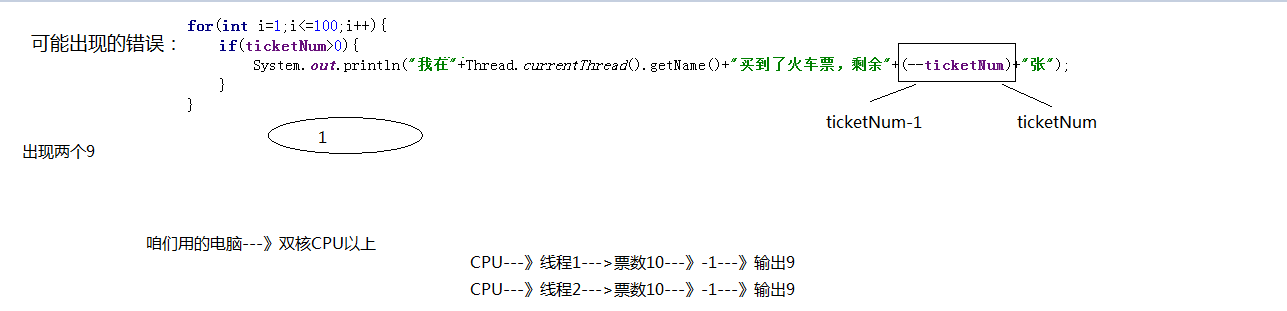 可能出现的错误：
for(int i=1;i<=100;i++){
if(ticketNum>0){
System.out.println("我在"+Thread.currentThread().getName()+"买到了火车票，剩余"+(--ticketNum)+"张");
}
}
ticketNum-1 ticketNum
1
出现两个9
咱们用的电脑---》双核CPU以上
CPU---》线程1--->票数10---》-1---》输出9
CPU---》线程2--->票数10---》-1---》输出9